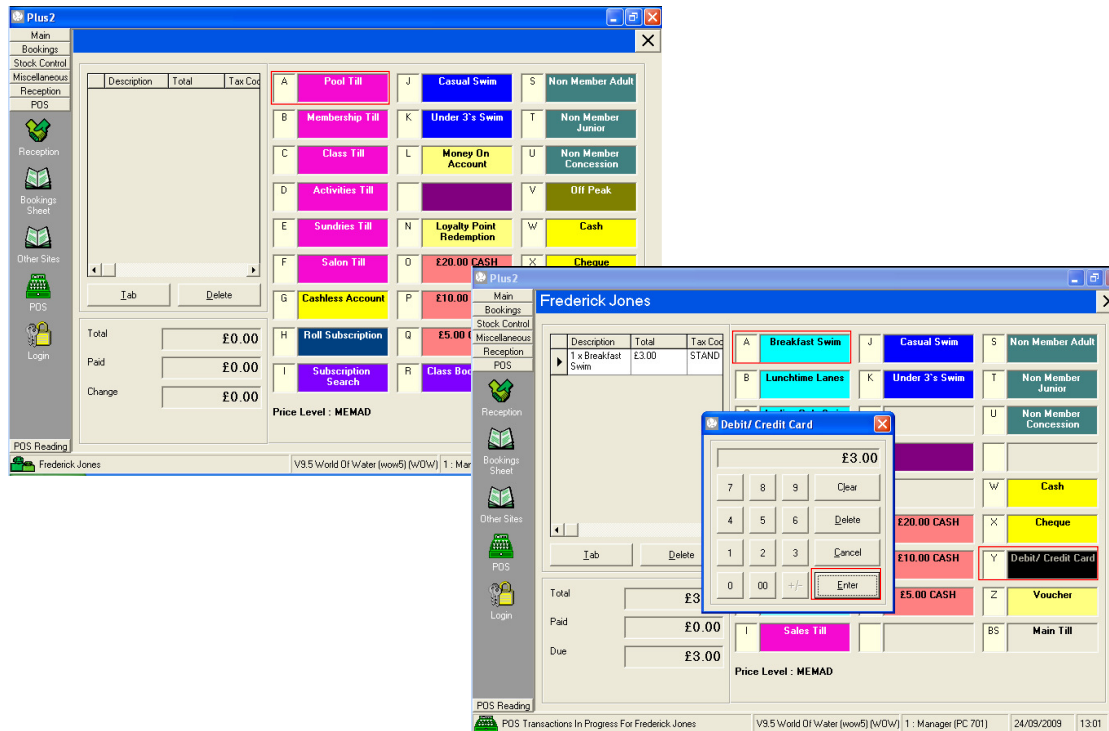 Plus2
Main
Bookings
Stock Control
Miscellaneous
Reception
POS
Reception
Bookings
Sheet
Other Sites
POS
Login
POS Reading
Description Total Tax Cod
Tab Delete
Total £0.00
Paid £0.00
Change £0.00
A Pool Till J Casual Swim S Non Member Adult
B Membership Till K Under 3`s Swim T Non Member
Junior
C Class Till L Money On
Account U Non Member
Concession
D Activities Till V Off Peak
E Sundries Till N Loyalty Point
Redemption W Cash
F Salon Till O £20.00 CASH X Cheque
G Cashless Account P £10.00
H Roll Subscription Q £5.00
I Subscription
Search R Class Boo
Price Level : MEMAD
Frederick Jones V9.5 World Of Water (wow5) (WOW) 1 : Mar
Plus2
Main
Bookings
Stock Control
Miscellaneous
Reception
POS
Reception
Bookings
Sheet
Other Sites
POS
Login
POS Reading
Frederick Jones
Description Total Tax Cod
1 x Breakfast
Swim £3.00 STAND
Tab Delete
Total £3
Paid £0.00
Due £3.00
A Breakfast Swim J Casual Swim S Non Member Adult
B Lunchtime Lanes K Under 3`s Swim T Non Member
Junior
U Non Member
Concession
W Cash
£20.00 CASH X Cheque
£10.00 CASH Y Debit/ Credit Card
£5.00 CASH Z Voucher
I Sales Till BS Main Till
Price Level : MEMAD
Debit/ Credit Card
£3.00
7 8 9 Clear
4 5 6 Delete
1 2 3 Cancel
0 00 +/- Enter
POS Transactions In Progress For Frederick Jones V9.5 World Of Water (wow5) (WOW) 1 : Manager (PC 701) 24/09/2009 13:01